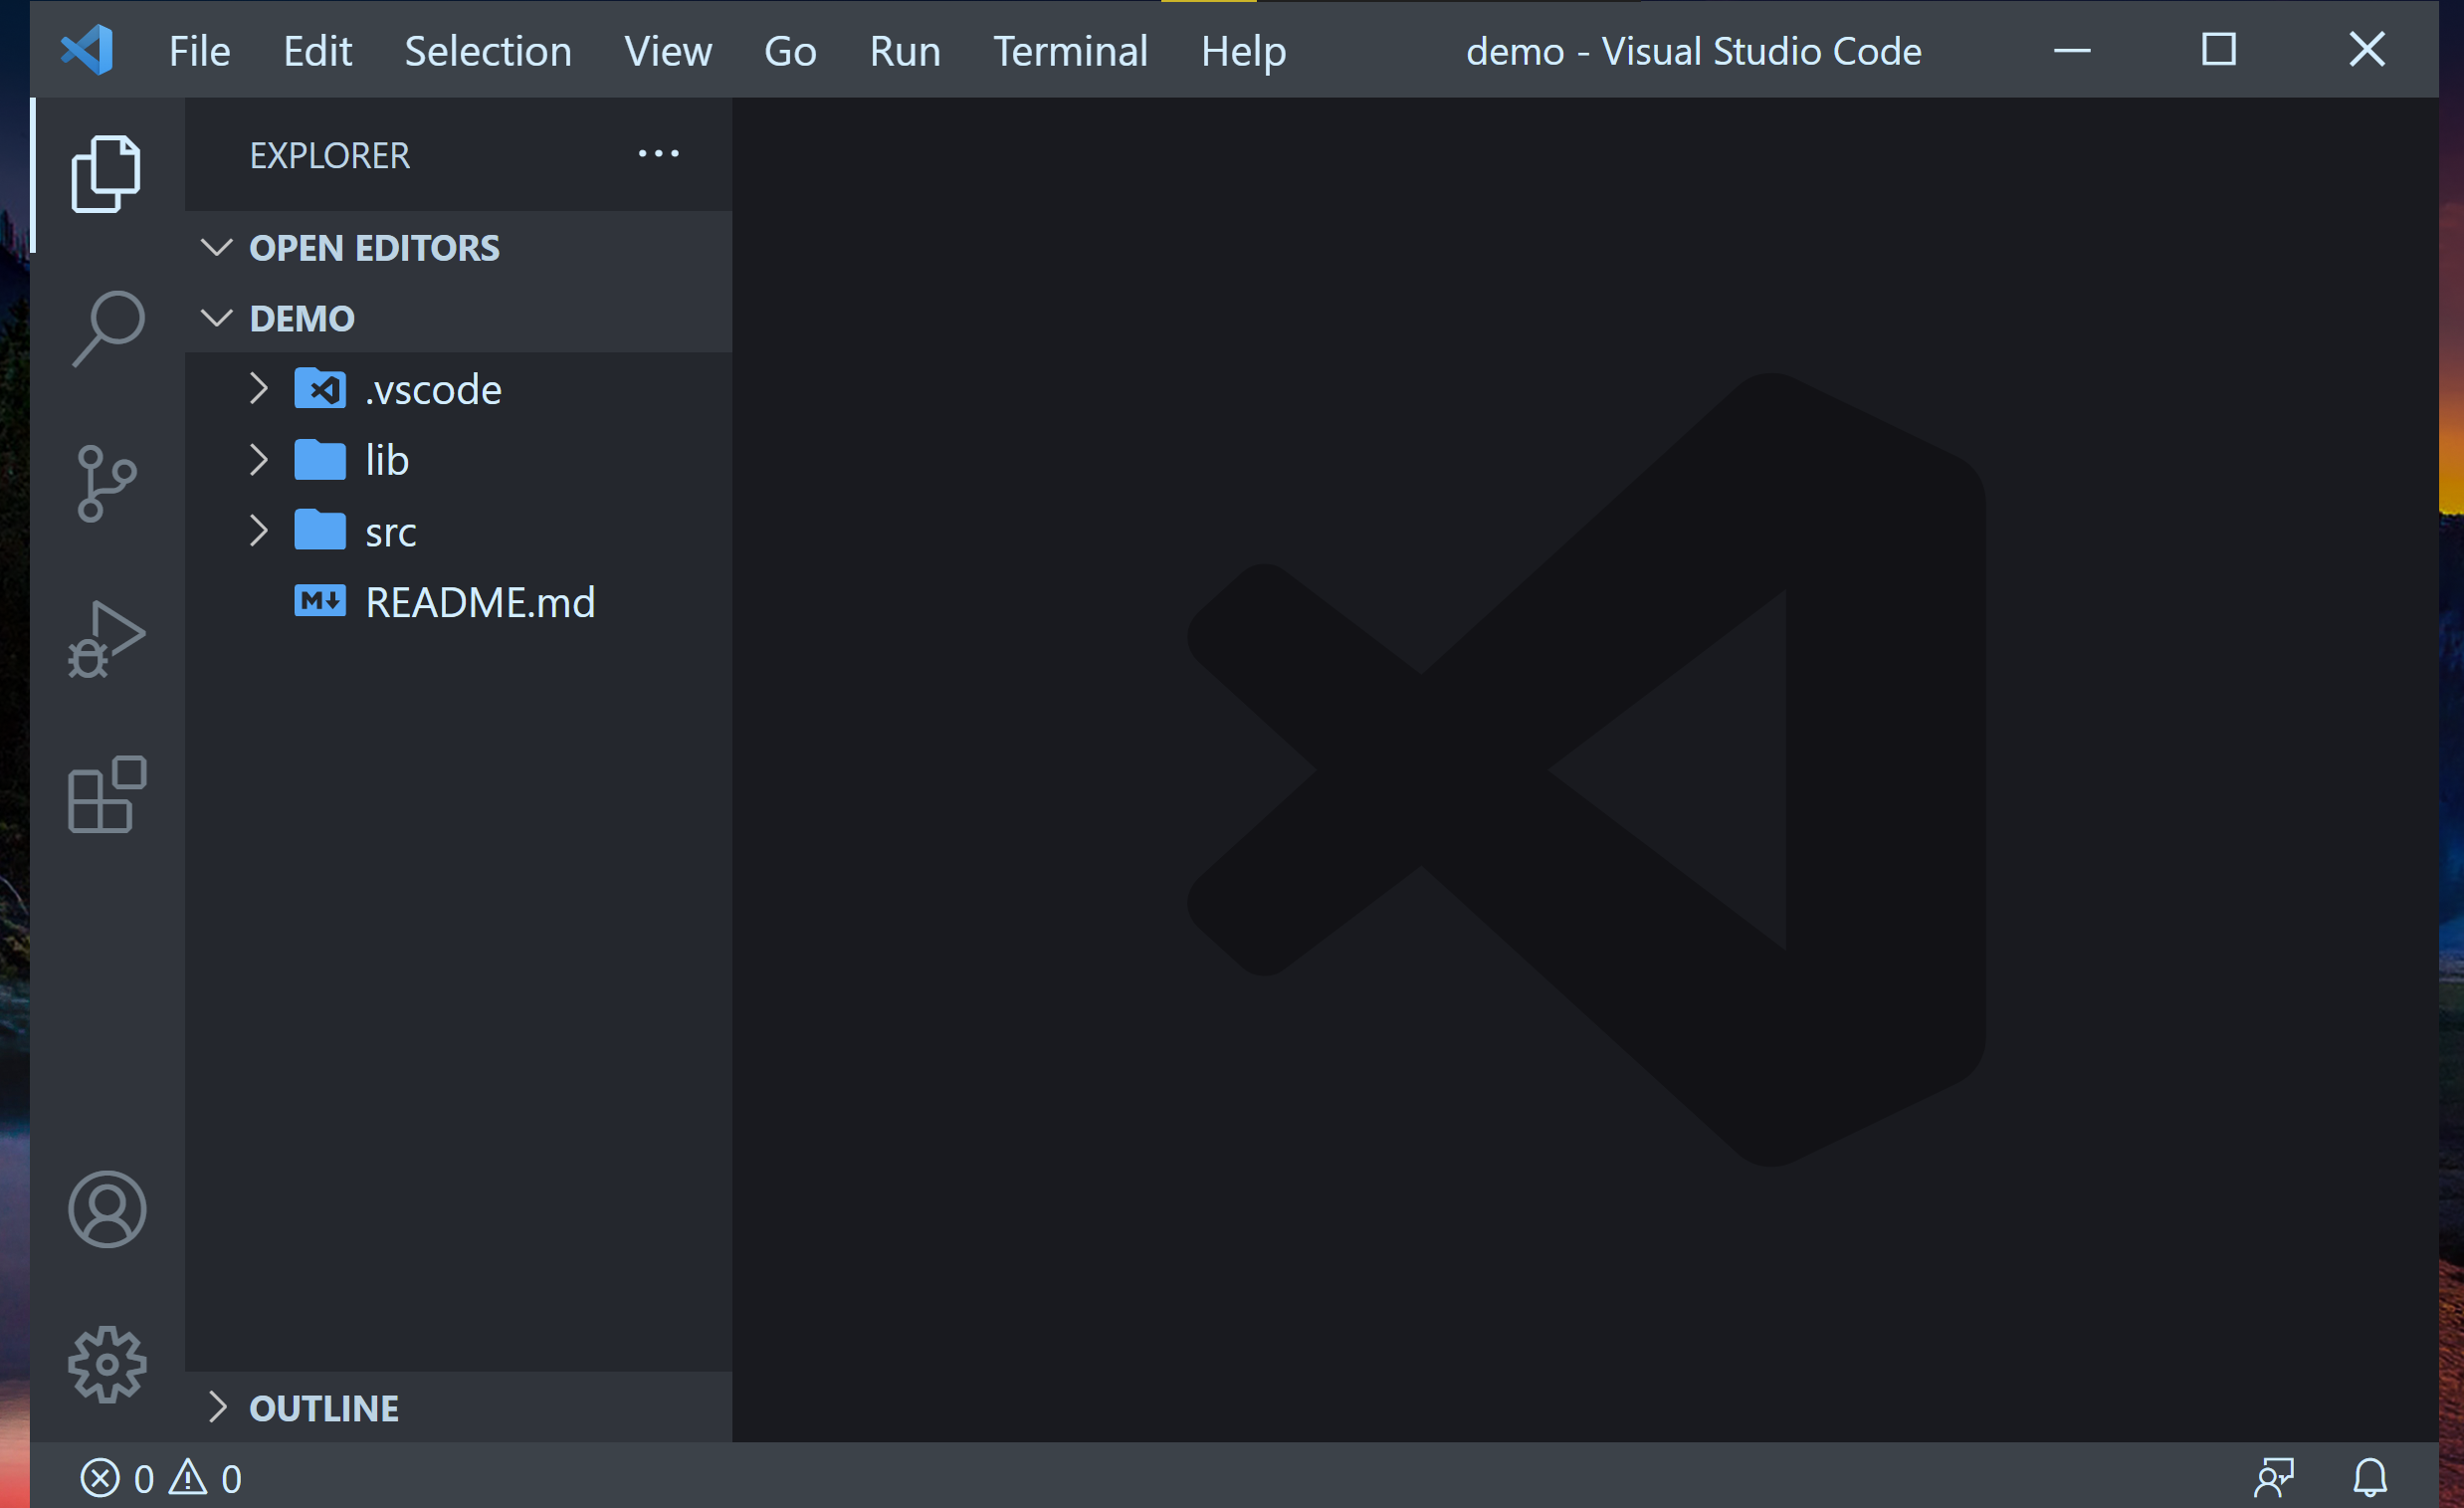 File Edit Selection View Go Run Terminal Help demo - Visual Studio Code
EXPLORER
OPEN EDITORS
DEMO
.vscode
lib
src
README.md
OUTLINE
0 0